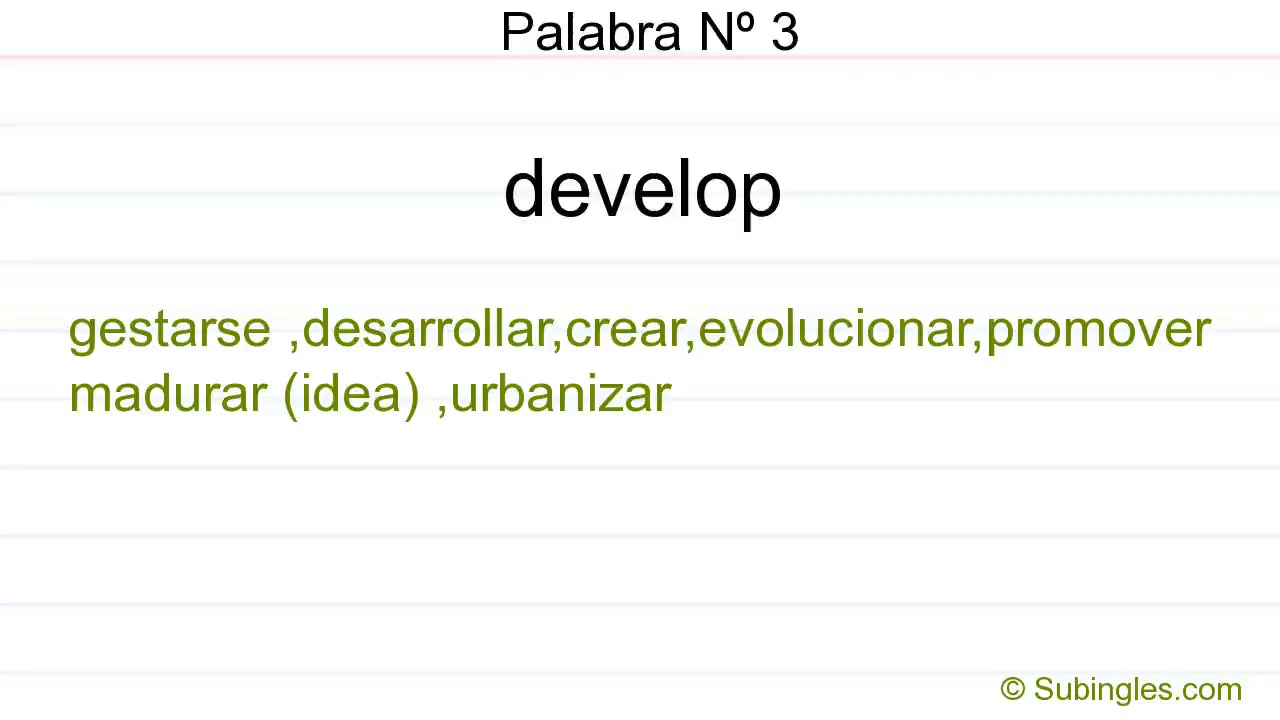 Palabra Nº 3
develop
gestarse ,desarrollar,crear,evolucionar,promover
madurar (idea) ,urbanizar
© Subingles.com